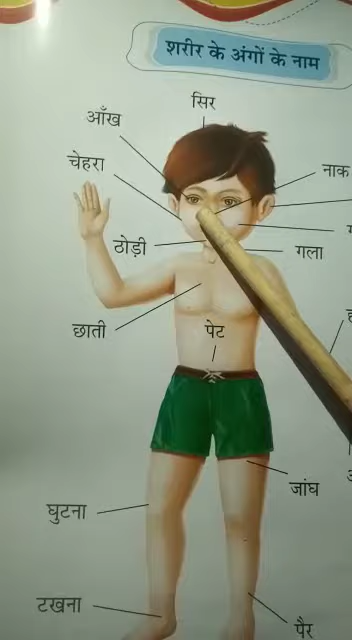 शरीर के अंगों के नाम
सिर
आँख
चेहरा
नाक
ठोड़ी
गला
छाती
पेट
जांघ
घुटना
टखना
पैर